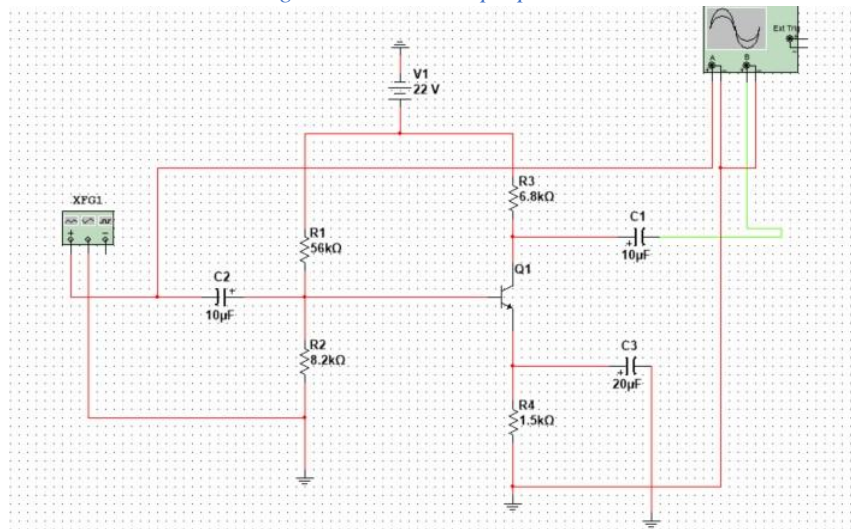 Ext Trig
+
A
B
V1
22 V
R3
6.8kΩ
XFG1
C1
+
10µF
R1
56kΩ
Q1
C2
+
10µF
R2
8.2kΩ
C3
+
20µF
R4
1.5kΩ